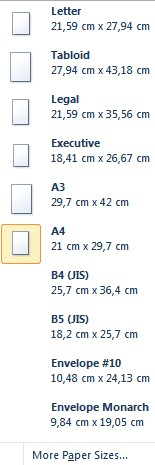 Letter
21,59 cm x 27,94 cm
Tabloid
27,94 cm x 43,18 cm
Legal
21,59 cm x 35,56 cm
Executive
18,41 cm x 26,67 cm
A3
29,7 cm x 42 cm
A4
21 cm x 29,7 cm
B4 (JIS)
25,7 cm x 36,4 cm
B5 (JIS)
18,2 cm x 25,7 cm
Envelope #10
10,48 cm x 24,13 cm
Envelope Monarch
9,84 cm x 19,05 cm
More Paper Sizes...